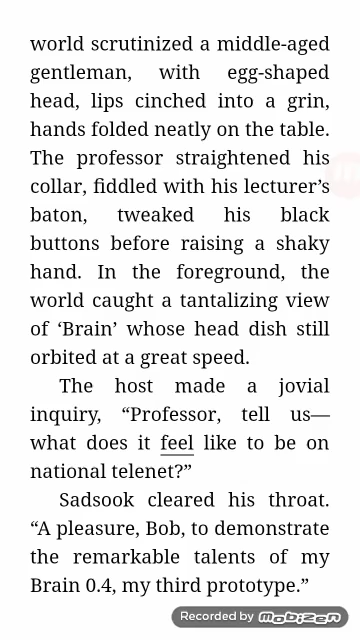 world scrutinized a middle-aged
gentleman, with egg-shaped
head, lips cinched into a grin,
hands folded neatly on the table.
The professor straightened his
collar, fiddled with his lecturer’s
baton, tweaked his black
buttons before raising a shaky
hand. In the foreground, the
world caught a tantalizing view
of ‘Brain’ whose head dish still
orbited at a great speed.
The host made a jovial
inquiry, “Professor, tell us—
what does it feel like to be on
national telenet?”
Sadsook cleared his throat.
“A pleasure, Bob, to demonstrate
the remarkable talents of my
Brain 0.4, my third prototype.”
Recorded by mobizen